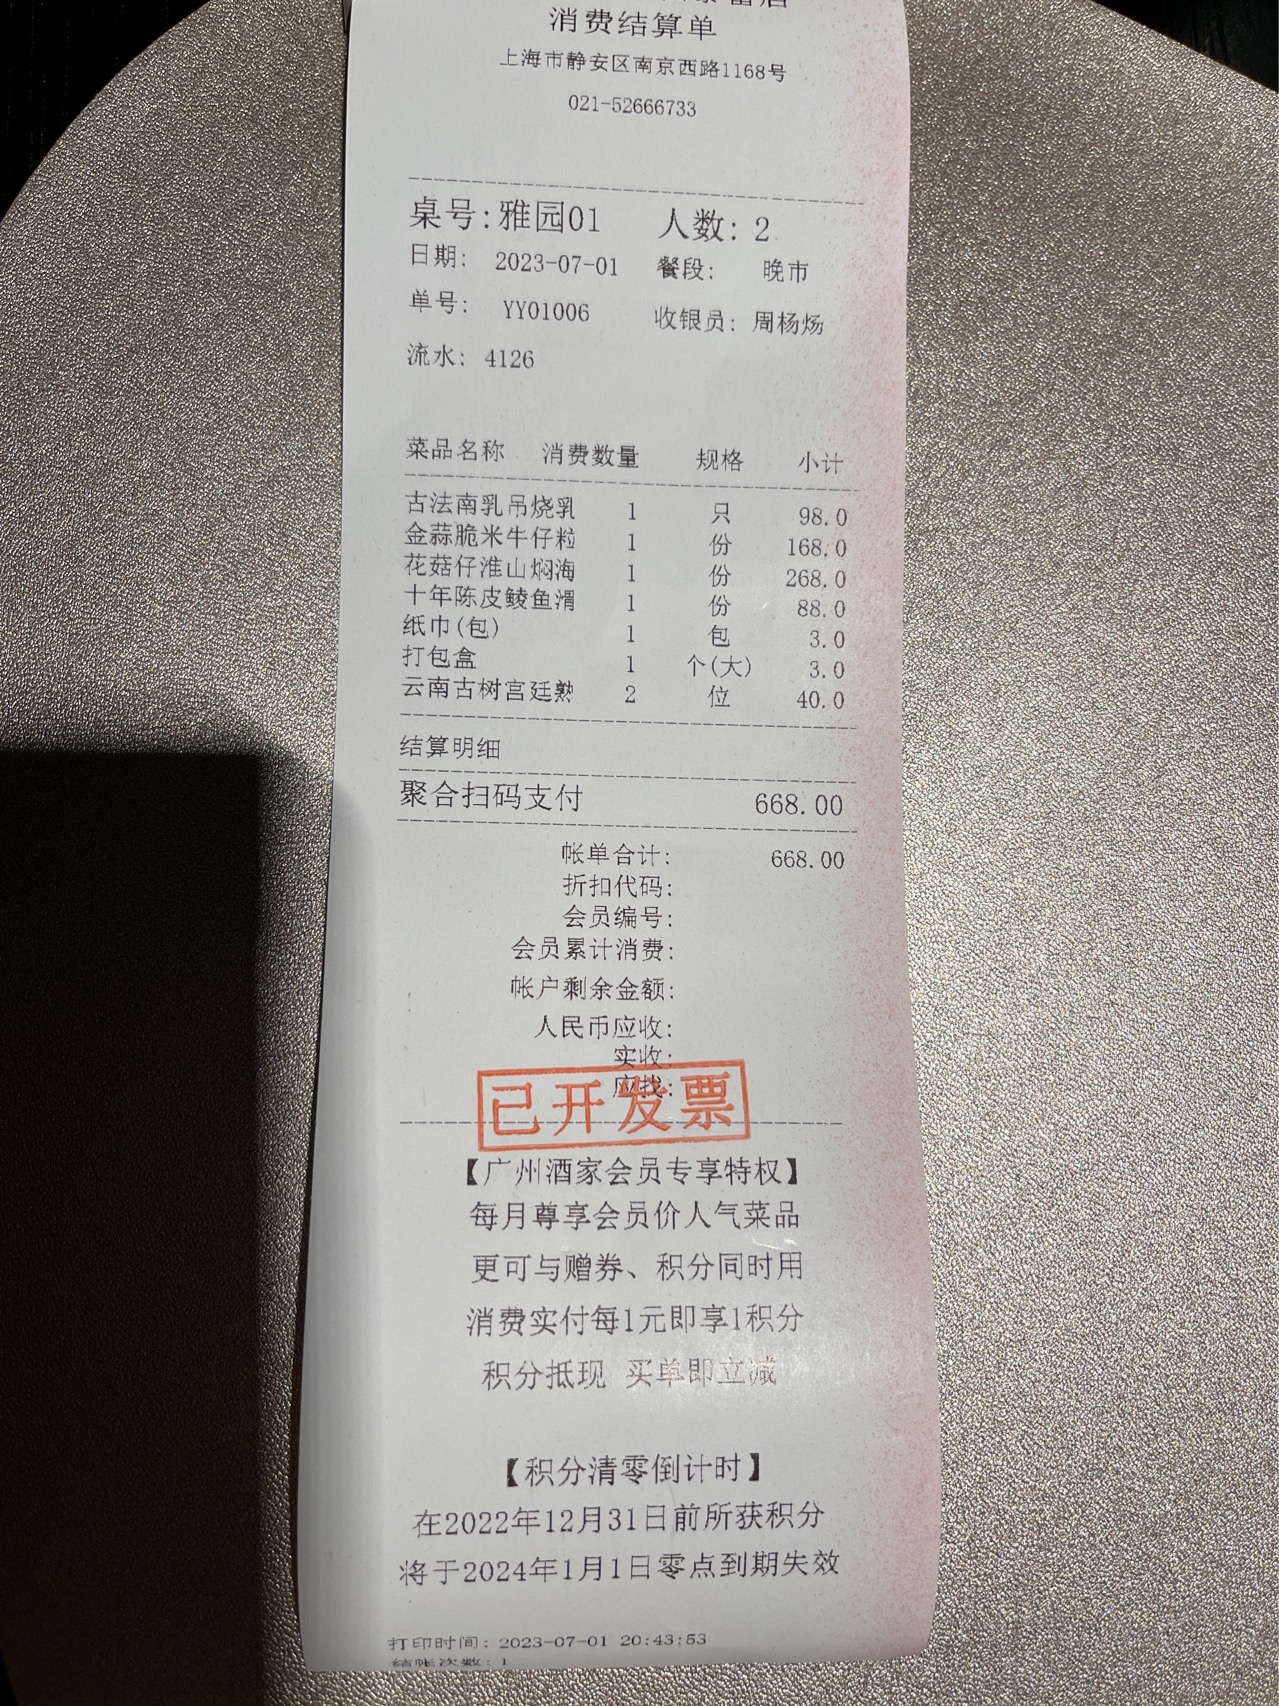 消费结算单
上海市静安区南京西路1168号
021-52666733
桌号:雅园01 人数: 2
日期: 2023-07-01 餐段: 晚市
单号: YY01006 收银员: 周杨炀
流水: 4126
菜品名称 消费数量 规格 小计
古法南乳吊烧乳 1 只 98.0
金蒜脆米牛仔粒 1 份 168.0
花菇仔淮山焖海 1 份 268.0
十年陈皮鲮鱼滑 1 份 88.0
纸巾(包) 1 包 3.0
打包盒 1 个(大) 3.0
云南古树宫廷熟 2 位 40.0
结算明细
聚合扫码支付 668.00
帐单合计: 668.00
折扣代码:
会员编号:
会员累计消费:
帐户剩余金额:
人民币应收:
实收:
应找:
已开发票
【广州酒家会员专享特权】
每月尊享会员价人气菜品
更可与赠券、积分同时用
消费实付每1元即享1积分
积分抵现 买单即立减
【积分清零倒计时】
在2022年12月31日前所获积分
将于2024年1月1日零点到期失效
打印时间: 2023-07-01 20:43:53
结帐次数: 1